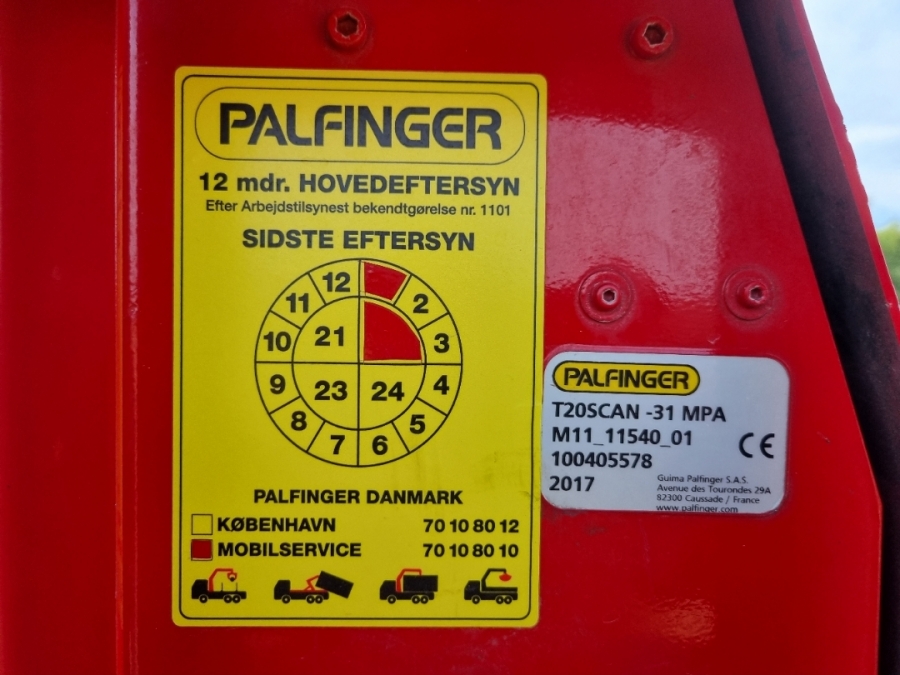 PALFINGER
12 mdr. HOVEDEFTERSYN
Efter Arbejdstilsynest bekendtgørelse nr. 1101
SIDSTE EFTERSYN
12
2
11
21
3
10
9
23
24
4
8
5
7
6
PALFINGER DANMARK
KØBENHAVN 70 10 80 12
MOBILSERVICE 70 10 80 10
PALFINGER
T20SCAN -31 MPA
M11_11540_01
CE
100405578
2017
Guima Palfinger S.A.S.
Avenue des Tourondes 29A
82300 Caussade / France
www.palfinger.com